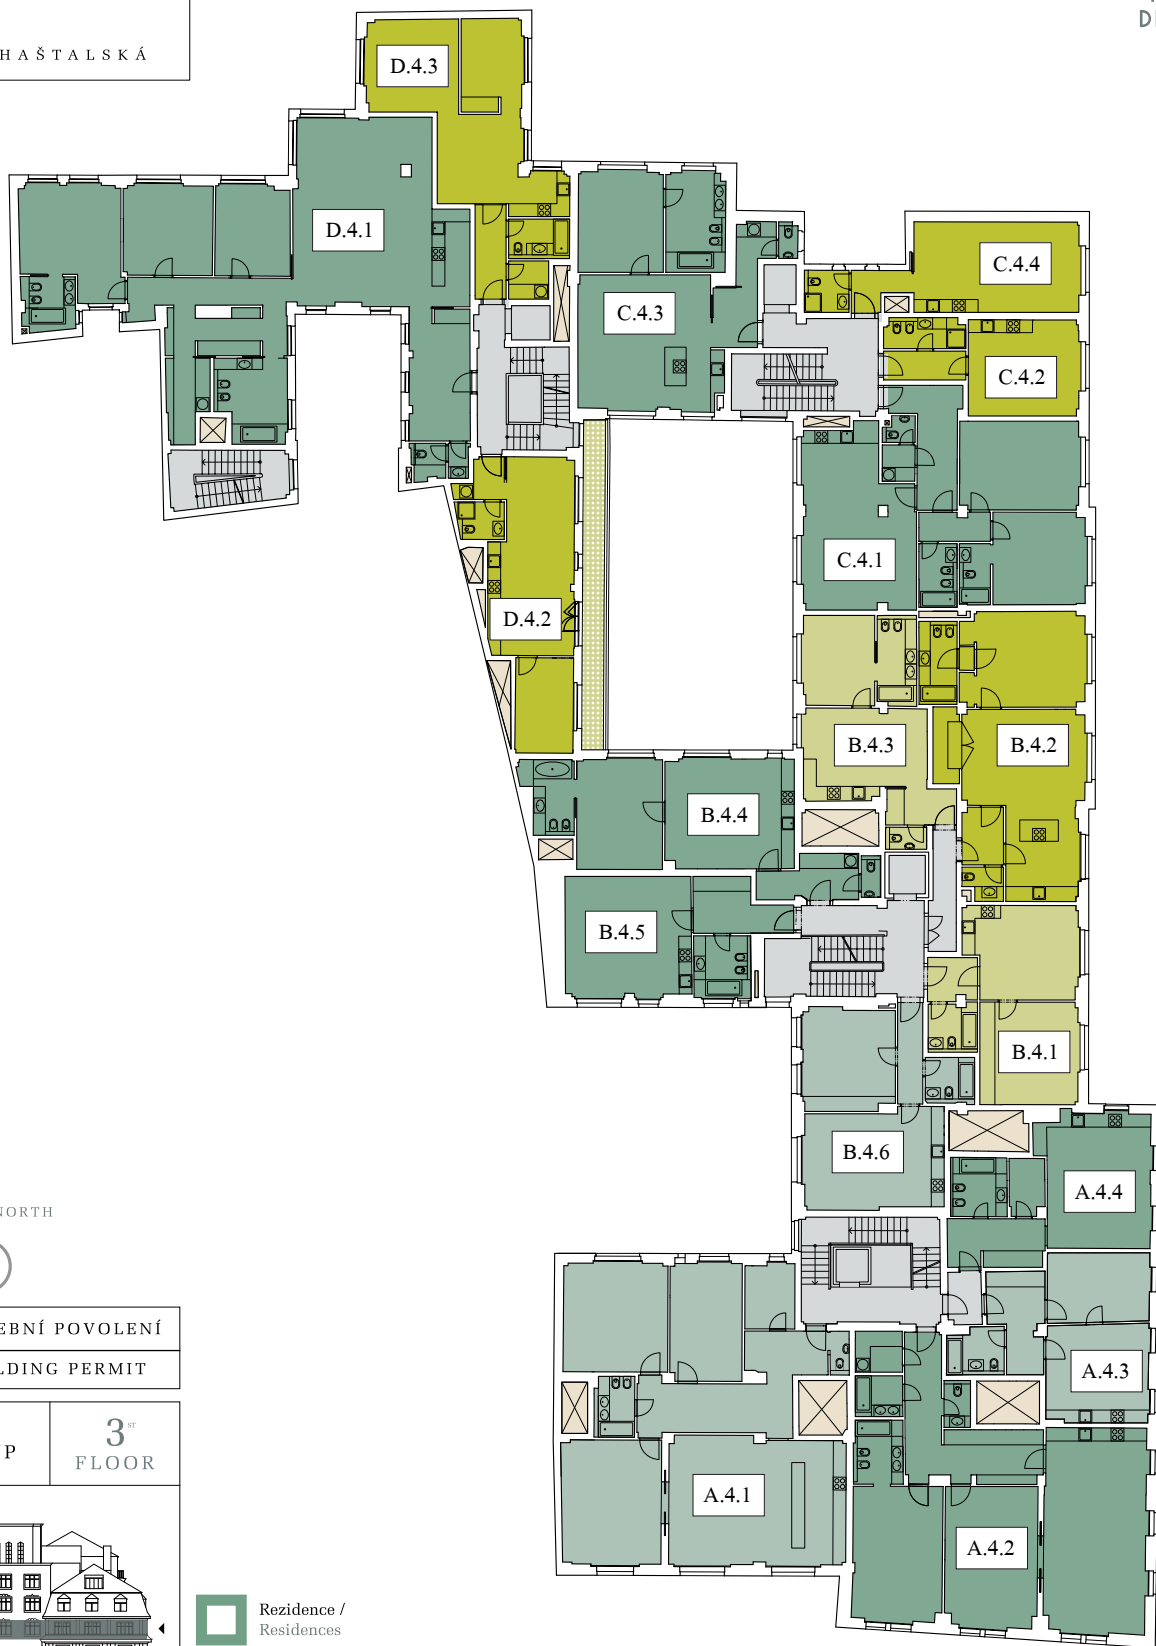 HAŠTALSKÁ
D.4.3
D.4.1
C.4.4
C.4.3
C.4.2
C.4.1
D.4.2
B.4.3
B.4.2
B.4.4
B.4.5
B.4.1
B.4.6
A.4.4
A.4.3
A.4.1
A.4.2
NORTH
EBNÍ POVOLENÍ
LDING PERMIT
P
3ST
FLOOR
Rezidence /
Residences